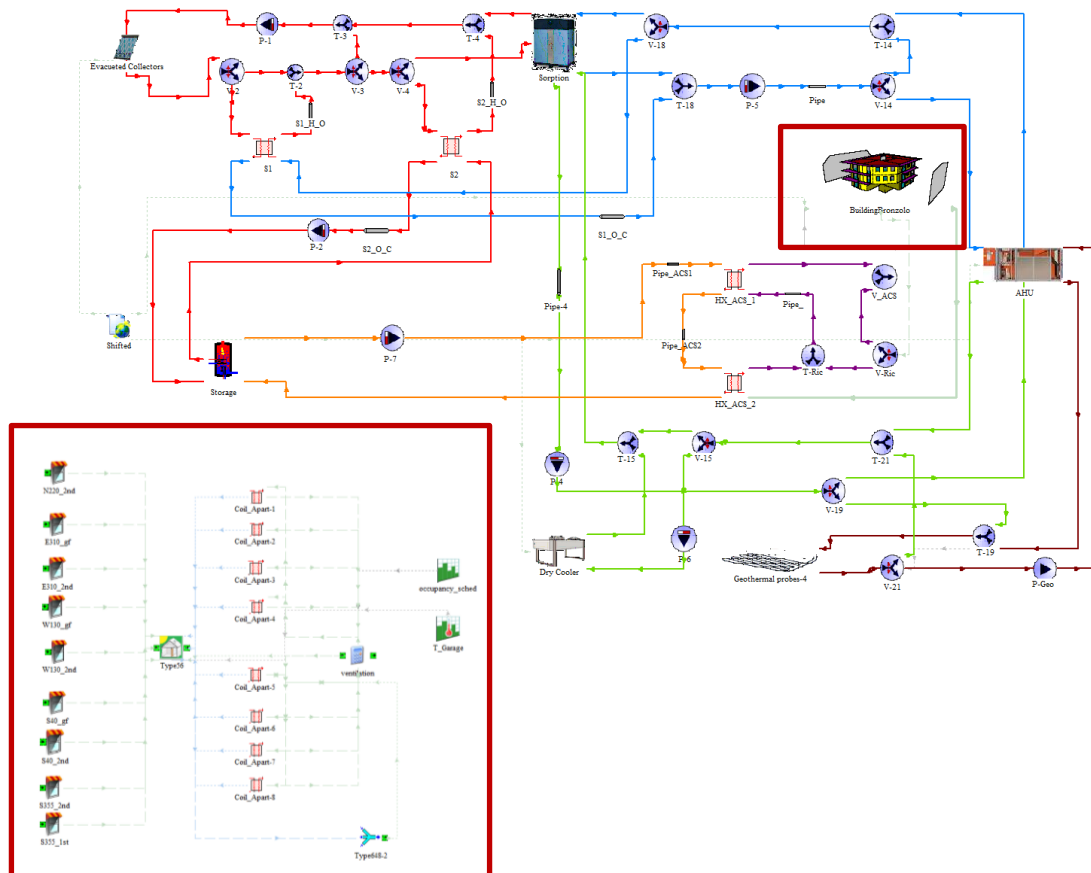 P-1
T-3
T-4
Evacueted Collectors
Sorption
V-18
T-14
V-2
T-2
V-3
V-4
S1_H_O
S2_H_O
T-18
P-5
Pipe
V-14
S1
S2
BuildingBronzolo
P-2
S2_O_C
S1_O_C
AHU
Pipe_ACS1
HX_ACS_1
Pipe_
V_ACS
Pipe-4
Shifted
P-7
Pipe_ACS2
T-Ric
V-Ric
Storage
HX_ACS_2
T-15
V-15
T-21
P-4
V-19
Dry Cooler
P-6
Geothermal probes-4
T-19
V-21
P-Geo
N220_2nd
E310_gf
E310_2nd
W130_gf
W130_2nd
S40_gf
S40_2nd
S355_2nd
S355_1st
Type56
Coil_Apart-1
Coil_Apart-2
Coil_Apart-3
Coil_Apart-4
Coil_Apart-5
Coil_Apart-6
Coil_Apart-7
Coil_Apart-8
occupancy_sched
T_Garage
ventilation
Type648-2